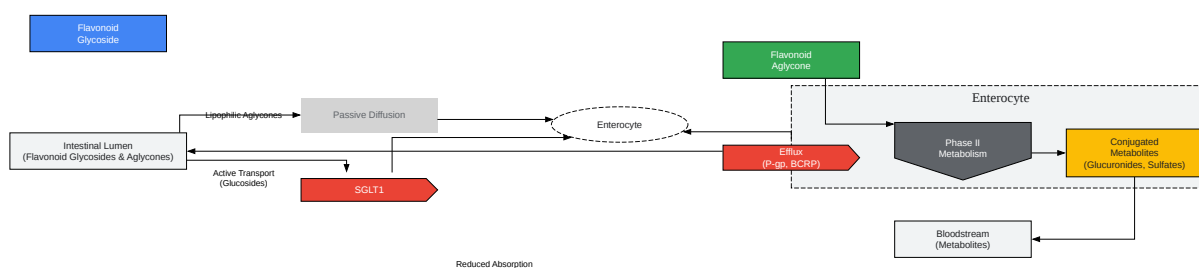 Flavonoid
Glycoside
Flavonoid
Aglycone
Enterocyte
Lipophilic Aglycones
Passive Diffusion
Enterocyte
Intestinal Lumen
(Flavonoid Glycosides & Aglycones)
Efflux
(P-gp, BCRP)
Phase II
Metabolism
Conjugated
Metabolites
(Glucuronides, Sulfates)
Active Transport
(Glucosides)
SGLT1
Bloodstream
(Metabolites)
Reduced Absorption